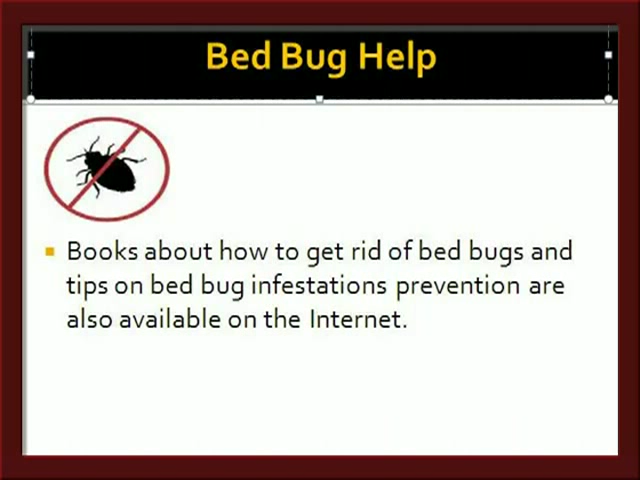 Bed Bug Help
Books about how to get rid of bed bugs and
tips on bed bug infestations prevention are
also available on the Internet.